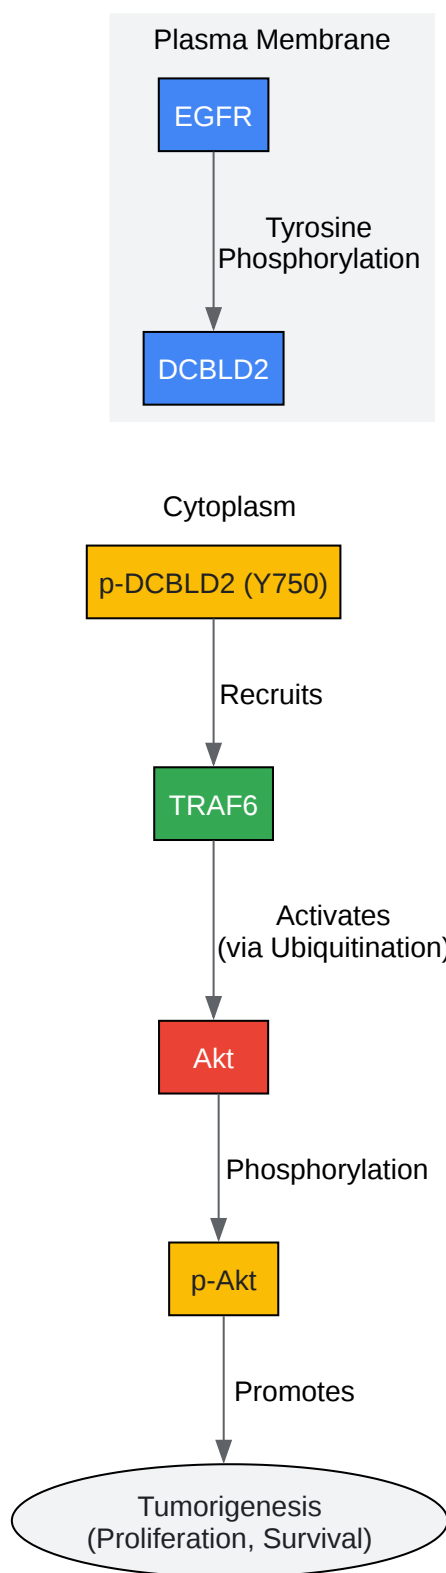 Plasma Membrane
EGFR
Tyrosine
Phosphorylation
DCBLD2
Cytoplasm
p-DCBLD2 (Y750)
Recruits
TRAF6
Activates
(via Ubiquitination)
Akt
Phosphorylation
p-Akt
Promotes
Tumorigenesis
(Proliferation, Survival)